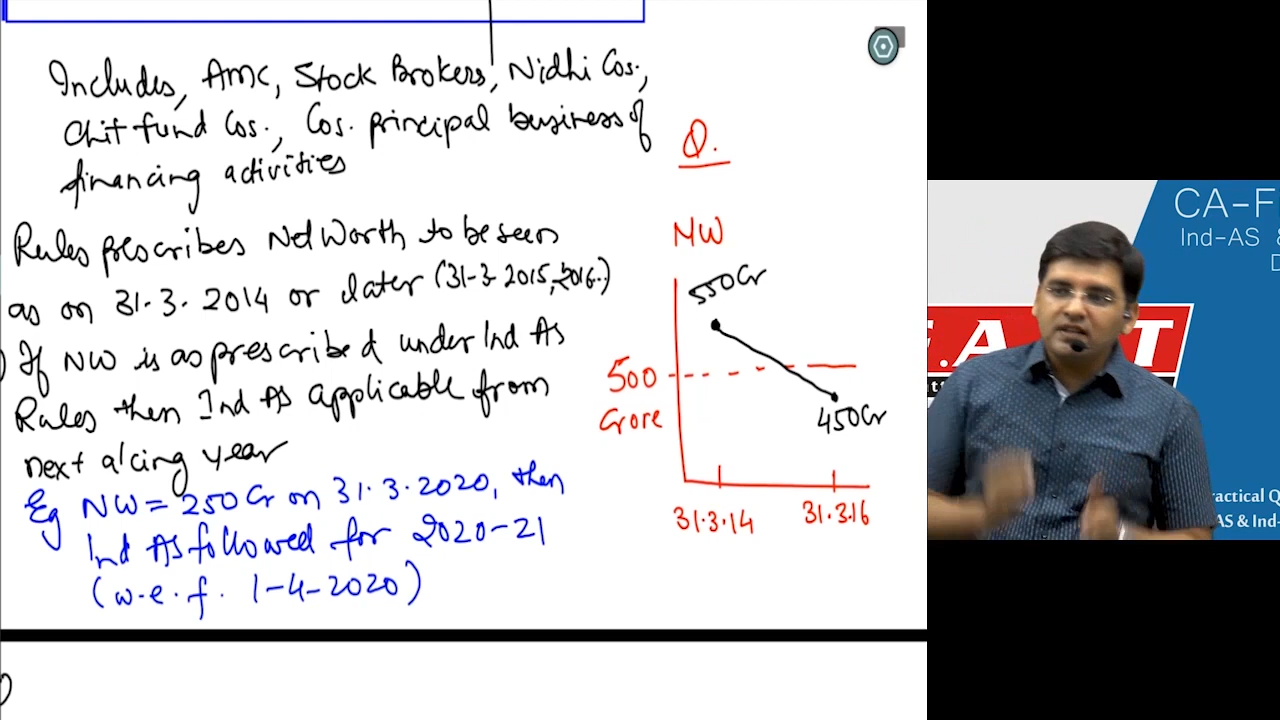 Includes, AMC, Stock Brokers, Nidhi Cos.,
Chit fund Cos., Cos. principal business of
financing activities
Rules prescribes Net Worth to be seen
as on 31.3.2014 or later (31-3-2015, 2016.)
) If NW is as prescribed under Ind As
Rules then Ind As applicable from
next a/cing year
Eg NW = 250 Cr on 31.3.2020, then
Ind As followed for 2020-21
(w.e.f. 1-4-2020)
Q.
NW
550 Cr
500
Crore
450 Cr
31.3.14 31.3.16
CA-F
Ind-AS &
D
.A T
ractical Q
AS & Ind-